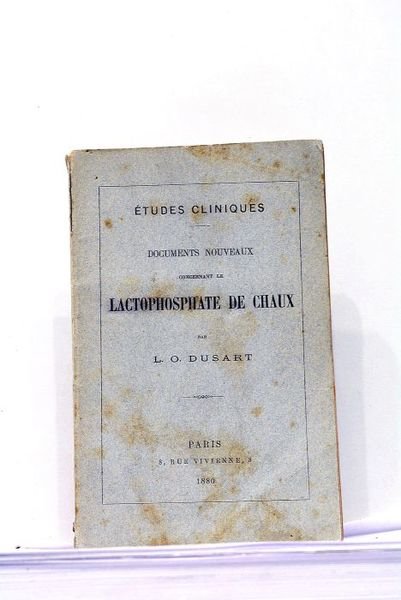 ÉTUDES CLINIQUES
DOCUMENTS NOUVEAUX
CONCERNANT LE
LACTOPHOSPHATE DE CHAUX
PAR
L. O. DUSART
PARIS
8, RUE VIVIENNE, 8
1880